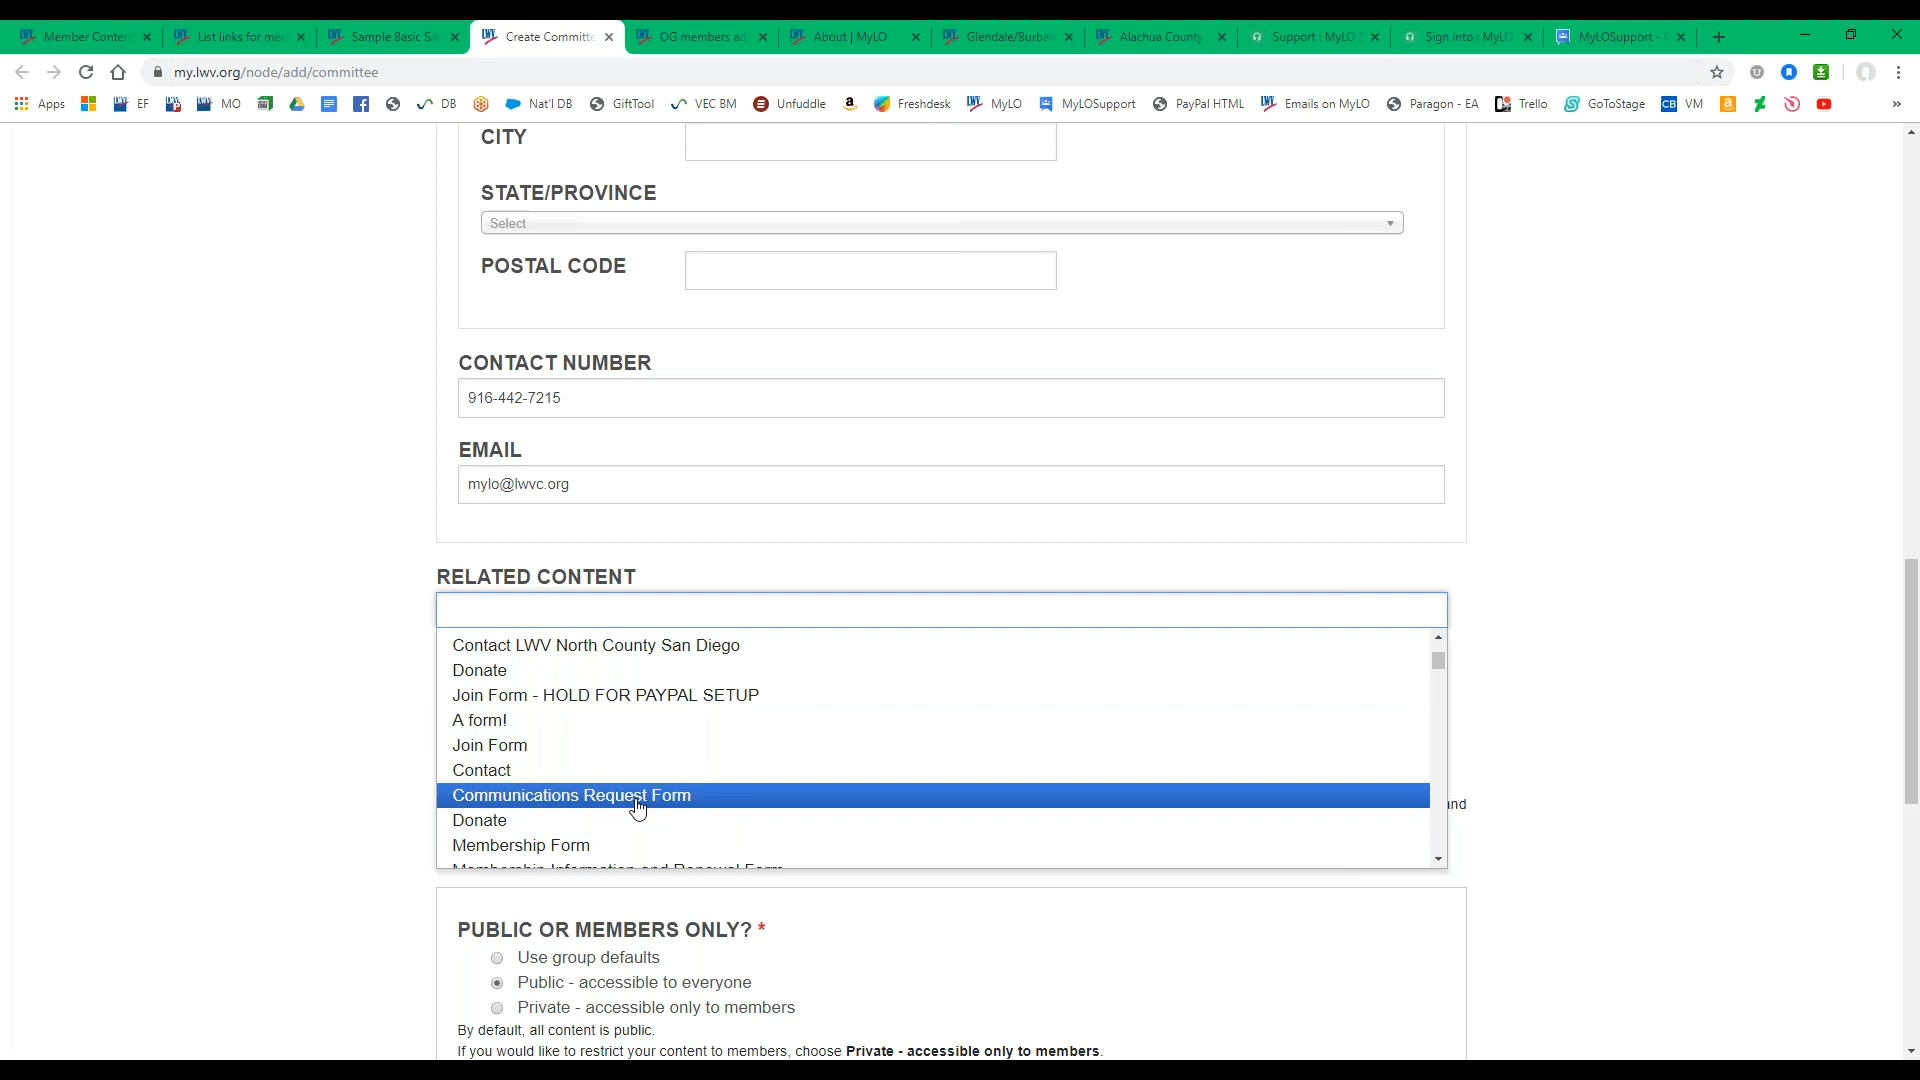 Member Conten
List links for me
Sample Basic Sit
Create Committe
OG members ad
About | MyLO
Glendale/Burba
Alachua County
Support : MyLO
Sign into : MyLO
MyLOSupport -
my.lwv.org/node/add/committee
Apps
EF
MO
DB
Nat'l DB
GiftTool
VEC BM
Unfuddle
Freshdesk
MyLO
MyLOSupport
PayPal HTML
Emails on MyLO
Paragon - EA
Trello
GoToStage
CB
VM
CITY
STATE/PROVINCE
Select
POSTAL CODE
CONTACT NUMBER
916-442-7215
EMAIL
mylo@lwvc.org
RELATED CONTENT
Contact LWV North County San Diego
Donate
Join Form - HOLD FOR PAYPAL SETUP
A form!
Join Form
Contact
Communications Request Form
and
Donate
Membership Form
Membership Information and Renewal Form
PUBLIC OR MEMBERS ONLY? *
Use group defaults
Public - accessible to everyone
Private - accessible only to members
By default, all content is public.
If you would like to restrict your content to members, choose Private - accessible only to members.